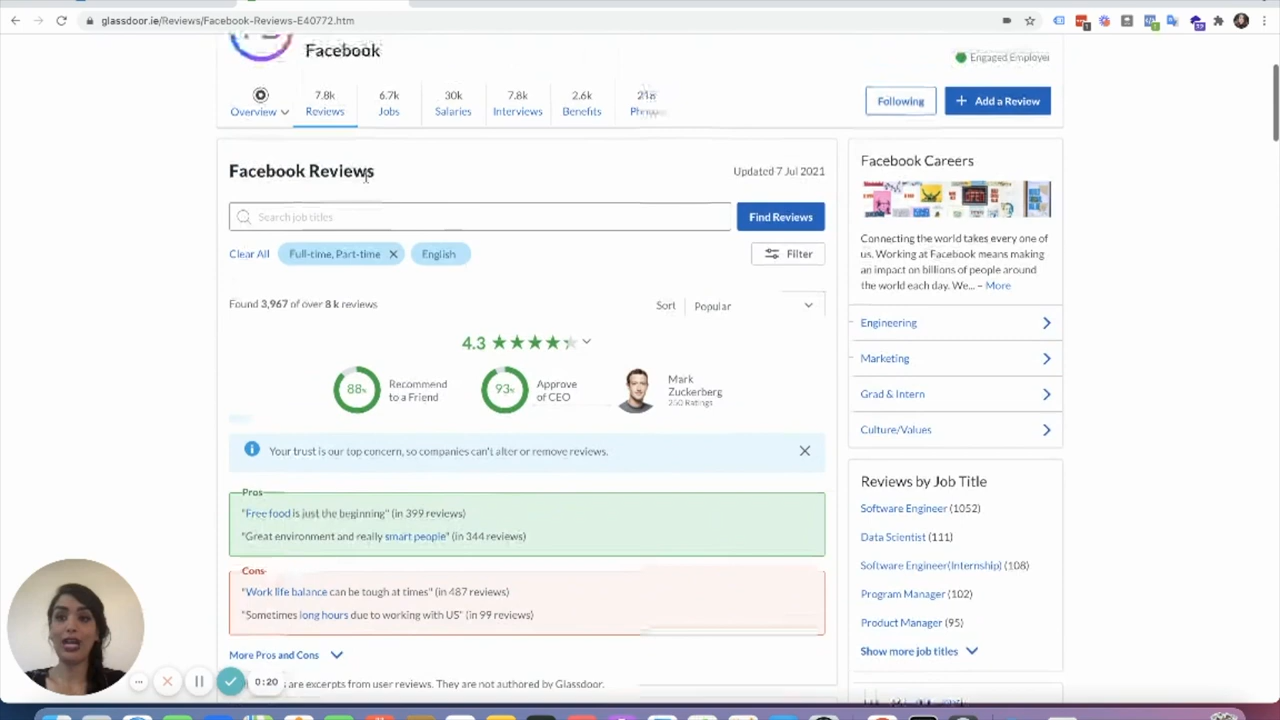 glassdoor.ie/Reviews/Facebook-Reviews-E40772.htm
Facebook
Engaged Employer
Overview
7.8k
Reviews
6.7k
Jobs
30k
Salaries
7.8k
Interviews
2.6k
Benefits
Following
+ Add a Review
Facebook Reviews
Updated 7 Jul 2021
Search job titles
Find Reviews
Clear All
Full-time, Part-time
English
Filter
Found 3,967 of over 8k reviews
Sort
Popular
4.3
88%
Recommend
to a Friend
93%
Approve
of CEO
Mark
Zuckerberg
250 Ratings
Your trust is our top concern, so companies can't alter or remove reviews.
Pros
"Free food is just the beginning" (in 399 reviews)
"Great environment and really smart people" (in 344 reviews)
Cons
"Work life balance can be tough at times" (in 487 reviews)
"Sometimes long hours due to working with US" (in 99 reviews)
More Pros and Cons
are excerpts from user reviews. They are not authored by Glassdoor.
Facebook Careers
Connecting the world takes every one of
us. Working at Facebook means making
an impact on billions of people around
the world each day. We... – More
Engineering
Marketing
Grad & Intern
Culture/Values
Reviews by Job Title
Software Engineer (1052)
Data Scientist (111)
Software Engineer(Internship) (108)
Program Manager (102)
Product Manager (95)
Show more job titles
0:20